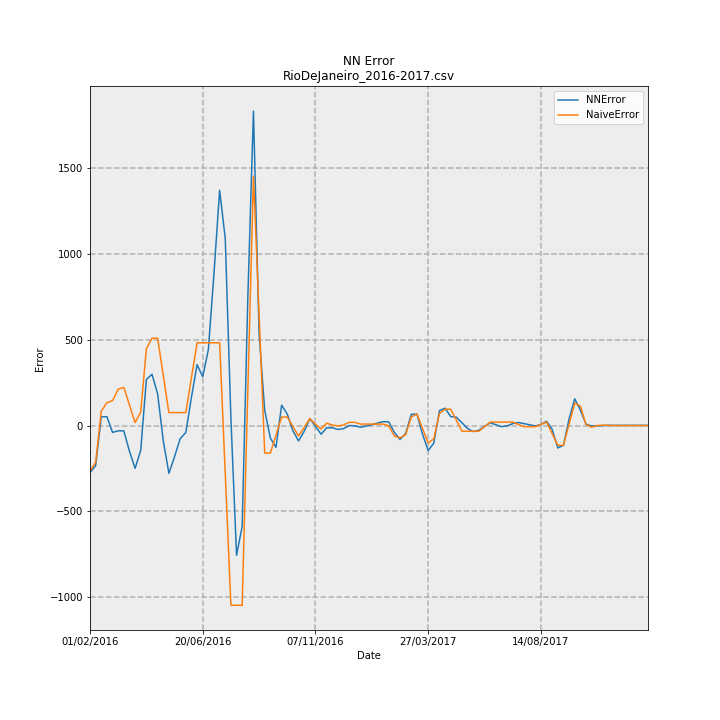 NN Error
RioDeJaneiro_2016-2017.csv
NNError
NaiveError
1500
1000
500
0
−500
−1000
Error
01/02/2016
20/06/2016
07/11/2016
27/03/2017
14/08/2017
Date